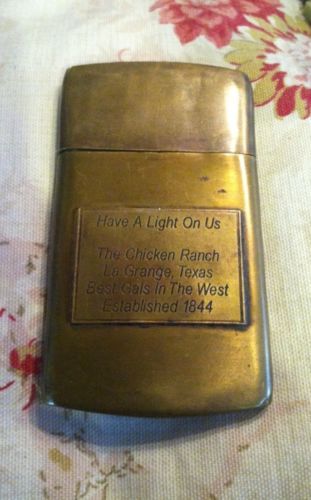 Have A Light On Us
The Chicken Ranch
La Grange, Texas
Best Gals In The West
Established 1844